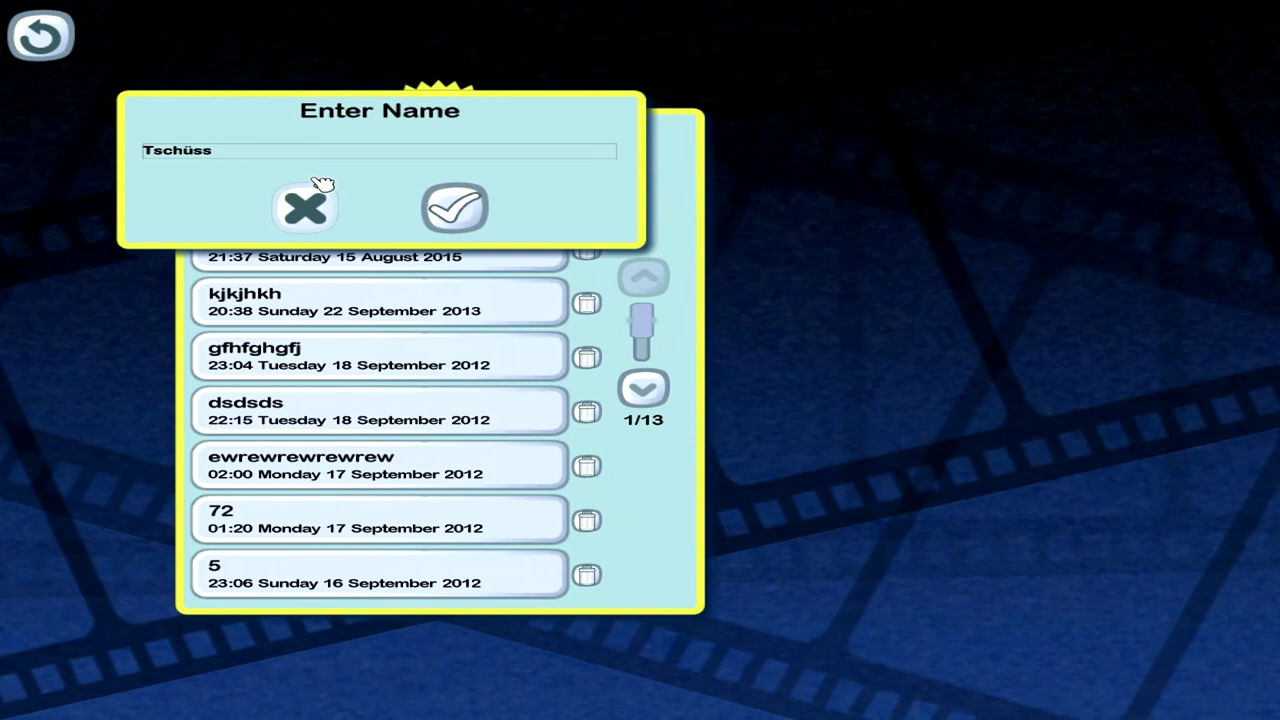 Enter Name
Tschüss
21:37 Saturday 15 August 2015
kjkjhkh
20:38 Sunday 22 September 2013
gfhfghgfj
23:04 Tuesday 18 September 2012
dsdsds
22:15 Tuesday 18 September 2012
1/13
ewrewrewrewrew
02:00 Monday 17 September 2012
72
01:20 Monday 17 September 2012
5
23:06 Sunday 16 September 2012